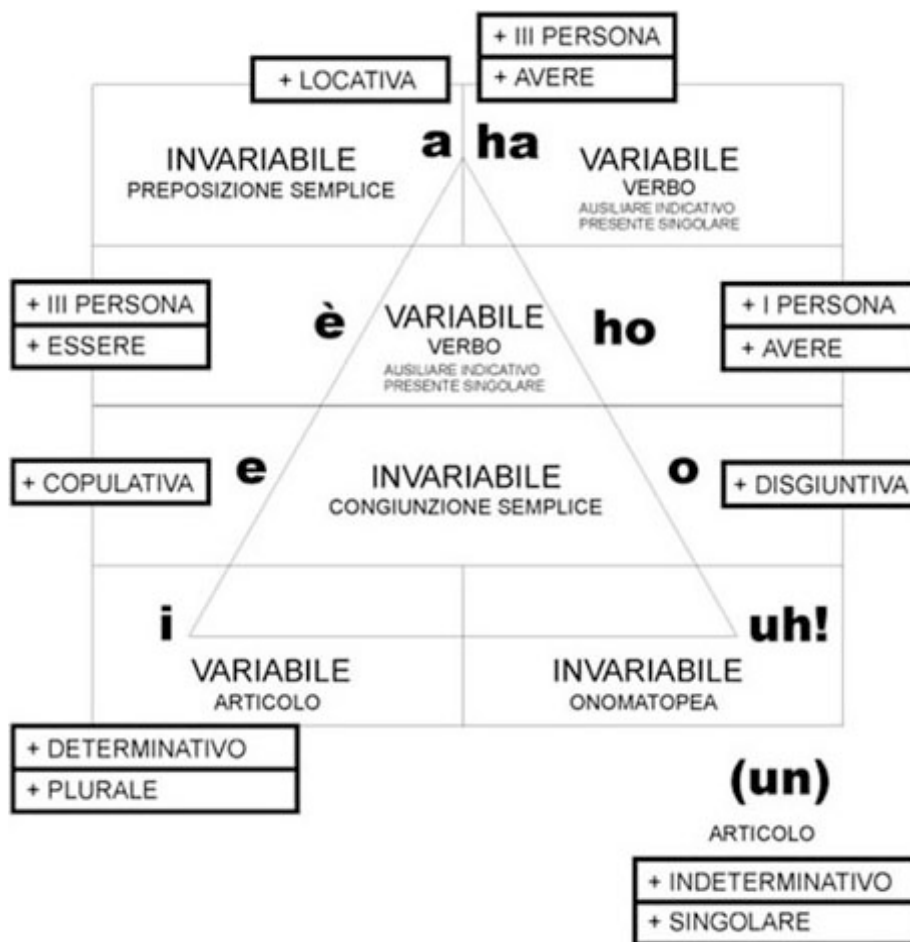 + III PERSONA
+ LOCATIVA
+ AVERE
a ha
INVARIABILE
PREPOSIZIONE SEMPLICE
VARIABILE
VERBO
AUSILIARE INDICATIVO
PRESENTE SINGOLARE
+ III PERSONA
+ ESSERE
è
VARIABILE
VERBO
AUSILIARE INDICATIVO
PRESENTE SINGOLARE
ho
+ I PERSONA
+ AVERE
+ COPULATIVA
e
INVARIABILE
CONGIUNZIONE SEMPLICE
o
+ DISGIUNTIVA
i
uh!
VARIABILE
ARTICOLO
INVARIABILE
ONOMATOPEA
+ DETERMINATIVO
+ PLURALE
(un)
ARTICOLO
+ INDETERMINATIVO
+ SINGOLARE